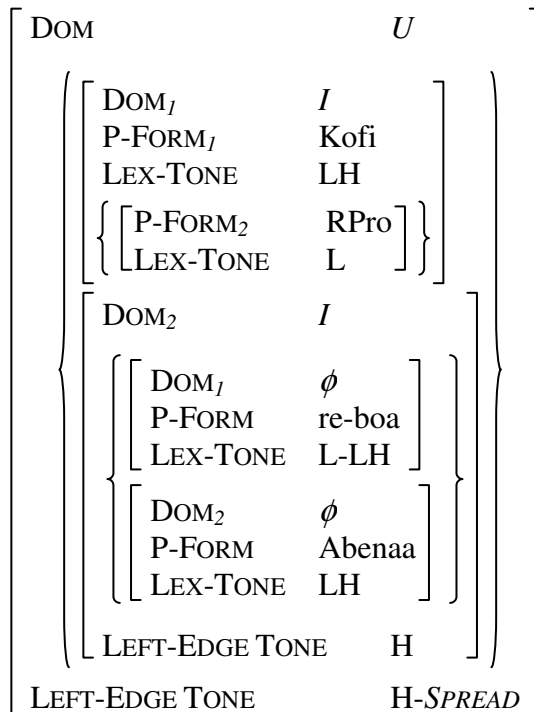 DOM U
DOM1 I
P-FORM1 Kofi
LEX-TONE LH
P-FORM2 RPro
LEX-TONE L
DOM2 I
DOM1 ϕ
P-FORM re-boa
LEX-TONE L-LH
DOM2 ϕ
P-FORM Abenaa
LEX-TONE LH
LEFT-EDGE TONE H
LEFT-EDGE TONE H-SPREAD